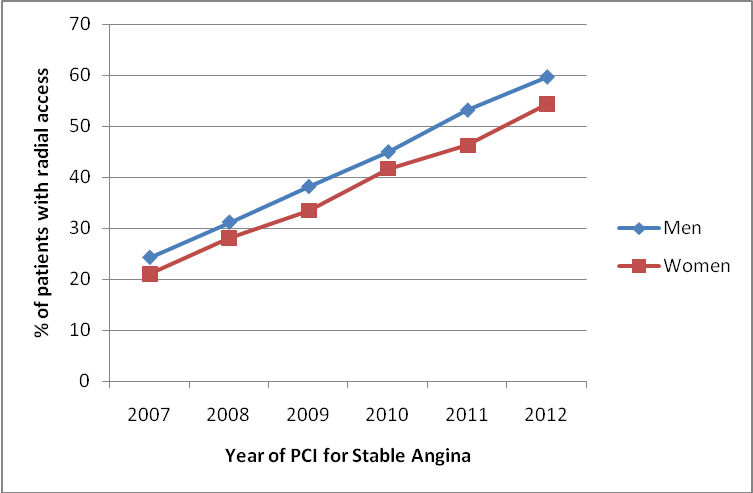 70
60
50
40
30
20
10
0
% of patients with radial access
2007 2008 2009 2010 2011 2012
Year of PCI for Stable Angina
Men
Women